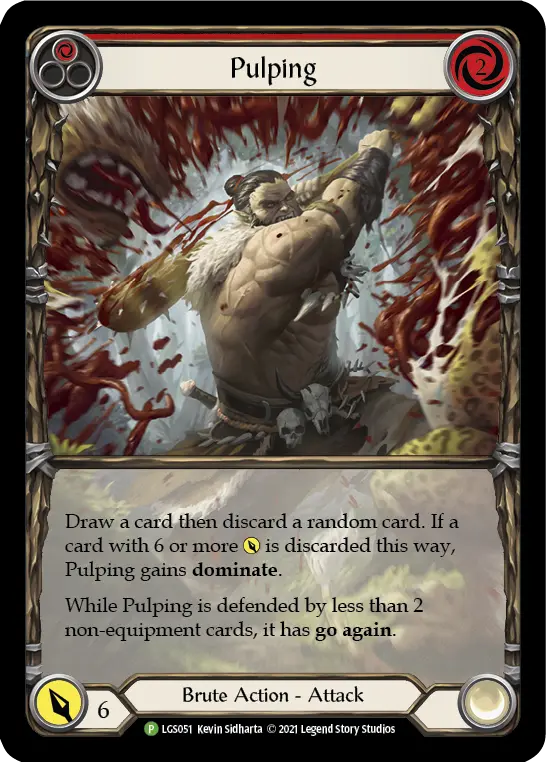 Pulping
2
Draw a card then discard a random card. If a
card with 6 or more is discarded this way,
Pulping gains dominate.
While Pulping is defended by less than 2
non-equipment cards, it has go again.
6
Brute Action - Attack
P LGS051 Kevin Sidharta © 2021 Legend Story Studios